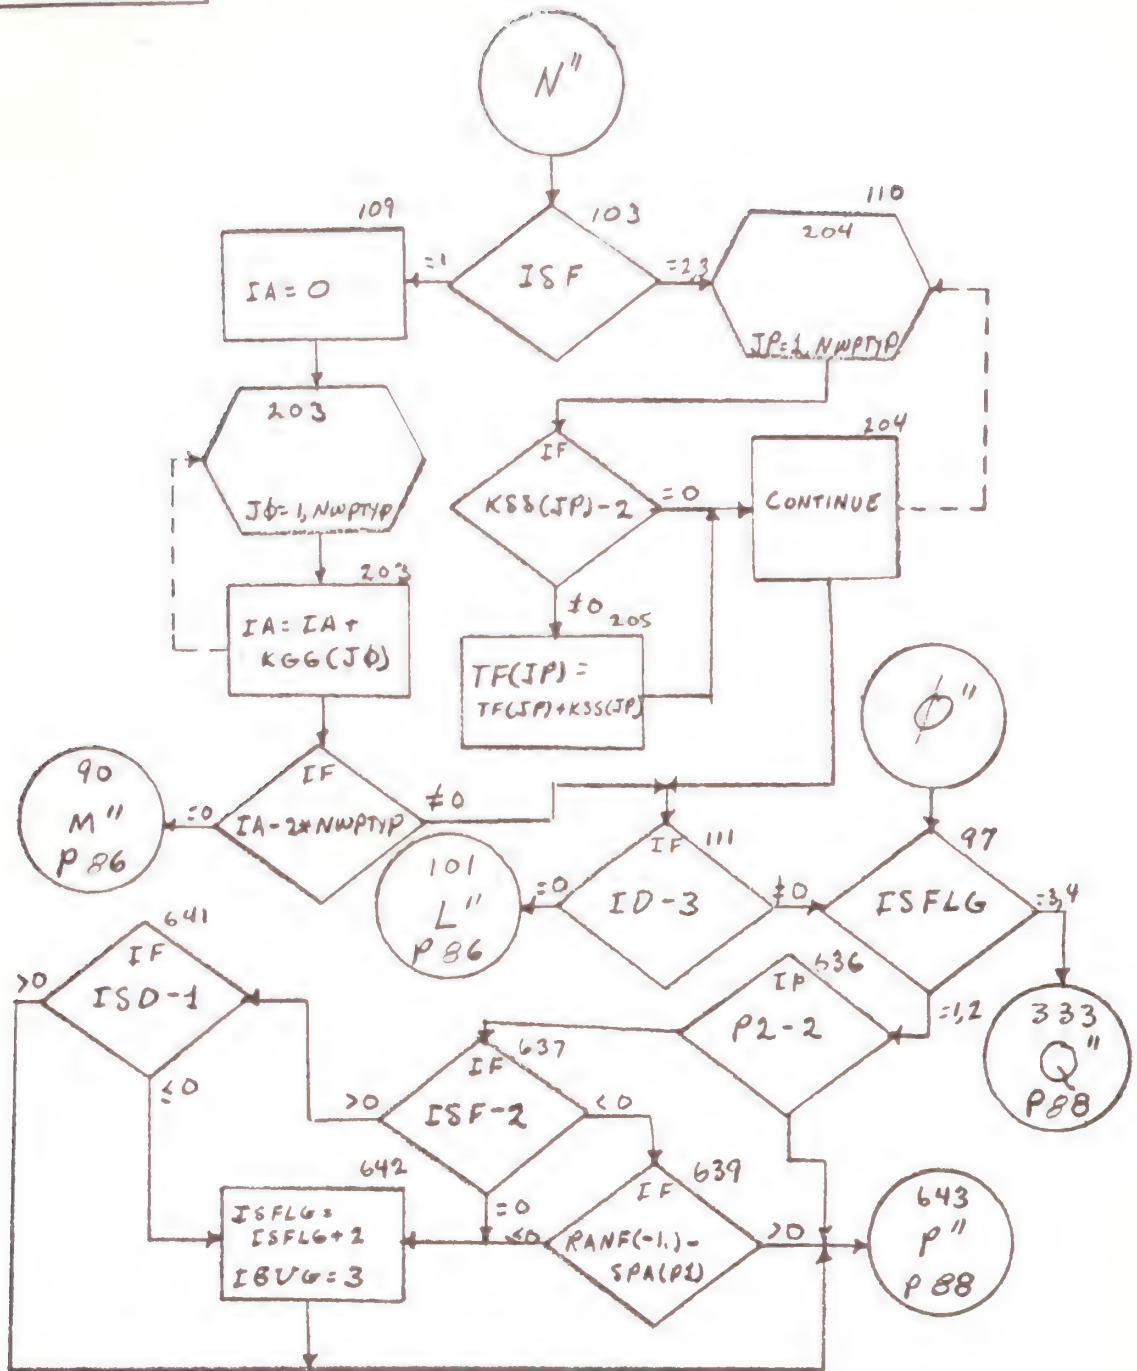 N"
109
103
110
IA = 0
=1
ISF
=2,3
204
JP=1, NWPTYP
203
JØ=1, NWPTYP
IF
KSS(JP)-2
=0
204
CONTINUE
203
IA = IA +
KGG(JØ)
≠0
205
TF(JP) =
TF(JP)+KSS(JP)
Ø"
90
M"
P 86
=0
IF
IA-2*NWPTYP
≠0
101
L"
P 86
=0
IF
111
ID-3
≠0
97
ISFLG
=3,4
=1,2
333
Q"
P 88
641
IF
ISD-1
>0
≤0
636
IF
P2-2
637
IF
ISF-2
>0
<0
=0
642
ISFLG =
ISFLG+2
IBUG = 3
639
IF
RANF(-1.)-
SPA(P1)
≤0
>0
643
P"
P 88